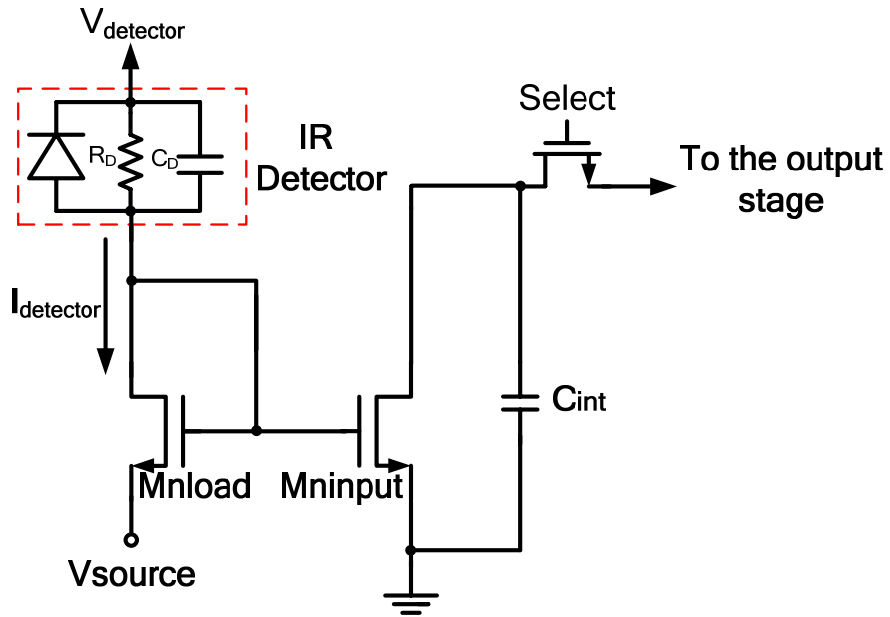 Vdetector
RD
CD
IR
Detector
Select
To the output
stage
Idetector
Cint
Mnload
Mninput
Vsource